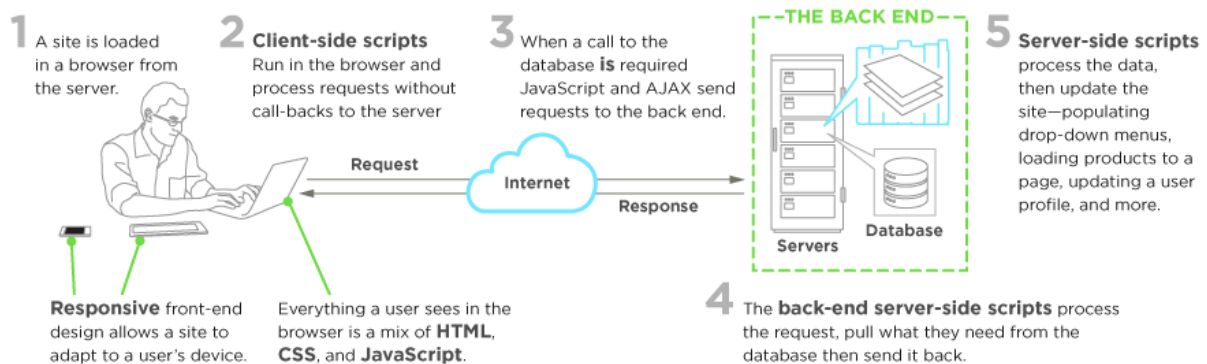 1 A site is loaded
in a browser from
the server.
2 Client-side scripts
Run in the browser and
process requests without
call-backs to the server
3 When a call to the
database is required
JavaScript and AJAX send
requests to the back end.
THE BACK END
Request
Internet
Response
Servers
Database
5 Server-side scripts
process the data,
then update the
site—populating
drop-down menus,
loading products to a
page, updating a user
profile, and more.
Responsive front-end
design allows a site to
adapt to a user's device.
Everything a user sees in the
browser is a mix of HTML,
CSS, and JavaScript.
4 The back-end server-side scripts process
the request, pull what they need from the
database then send it back.